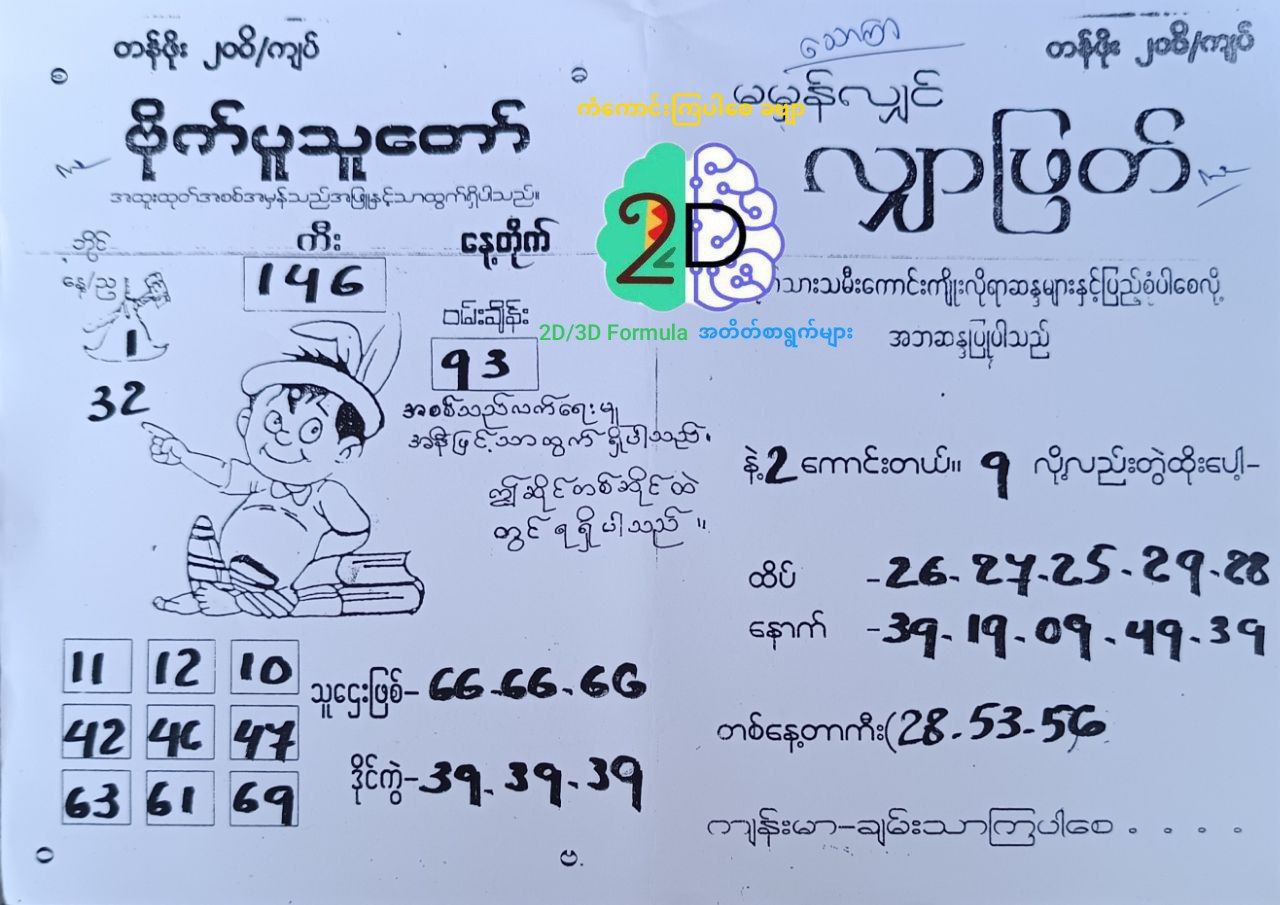 တန်ဖိုး ၂၀၀ိ/ကျပ်
ဗိုက်ပူသူတော်
အထူးထုတ်အစစ်အမှန်သည်အဖြူနှင့်သာထွက်ရှိပါသည်။
ဘိုင်
ကီး
နေ့တိုက်
နေ/ည
146
1
ဝမ်းချိန်း
93
32
အစစ်သည်လက်ရေးမူ
အနီဖြင့်သာထွက်ရှိပါသည်.
ဤဆိုင်တစ်ဆိုင်ထဲ
တွင် ရရှိပါသည်။
11 12 10
42 46 47
63 61 69
သူဌေးဖြစ်– 66.66.66
ဒိုင်ကွဲ–39.39.39
သောကြာ
တန်ဖိုး ၂၀၀ိ/ကျပ်
မမှန်လျှင်
ကံကောင်းကြပါစေ ခဗျာ
လျှာဖြတ်
2D
2D/3D Formula အတိတ်စာရွက်များ
သားသမီးကောင်းကျိုးလိုရာဆန္ဒများနှင့်ပြည့်စုံပါစေလို့
အဘဆန္ဒပြုပါသည်
နဲ့ 2 ကောင်းတယ်။ 9 လို့လည်းတွဲထိုးပေါ့–
ထိပ် -26.27.25.29.28
နောက် -39.19.09.49.39
တစ်နေ့တာကီး(28.53.56
ကျန်းမာ–ချမ်းသာကြပါစေ . . . .